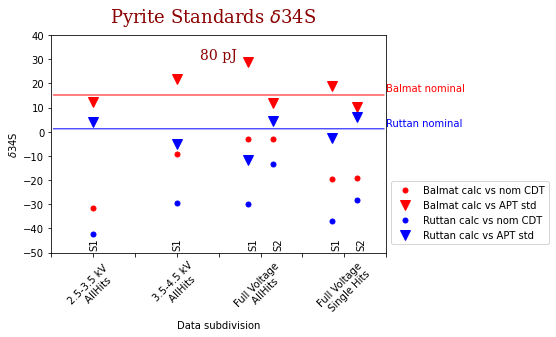 Pyrite Standards δ34S
80 pJ
δ34S
40
30
20
10
0
−10
−20
−30
−40
−50
Balmat nominal
Ruttan nominal
S1
S1
S1
S2
S1
S2
2.5-3.5 kV
AllHits
3.5-4.5 kV
AllHits
Full Voltage
AllHits
Full Voltage
Single Hits
Data subdivision
Balmat calc vs nom CDT
Balmat calc vs APT std
Ruttan calc vs nom CDT
Ruttan calc vs APT std